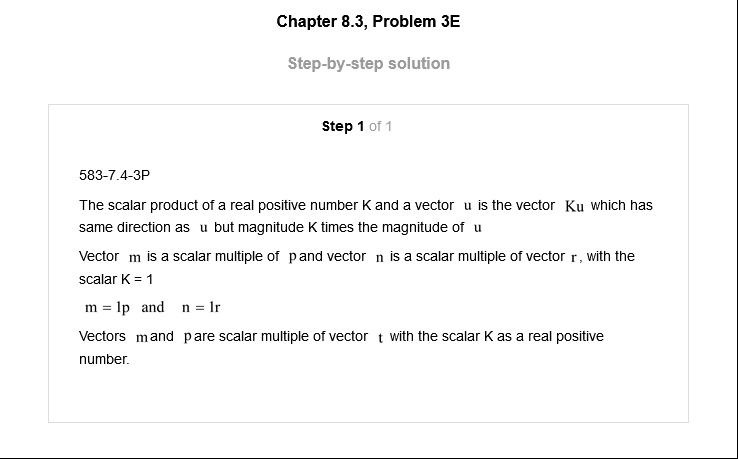 Chapter 8.3, Problem 3E
Step-by-step solution
Step 1 of 1
583-7.4-3P
The scalar product of a real positive number K and a vector u is the vector Ku which has
same direction as u but magnitude K times the magnitude of u
Vector m is a scalar multiple of p and vector n is a scalar multiple of vector r, with the
scalar K = 1
m = 1p and n = 1r
Vectors m and p are scalar multiple of vector t with the scalar K as a real positive
number.